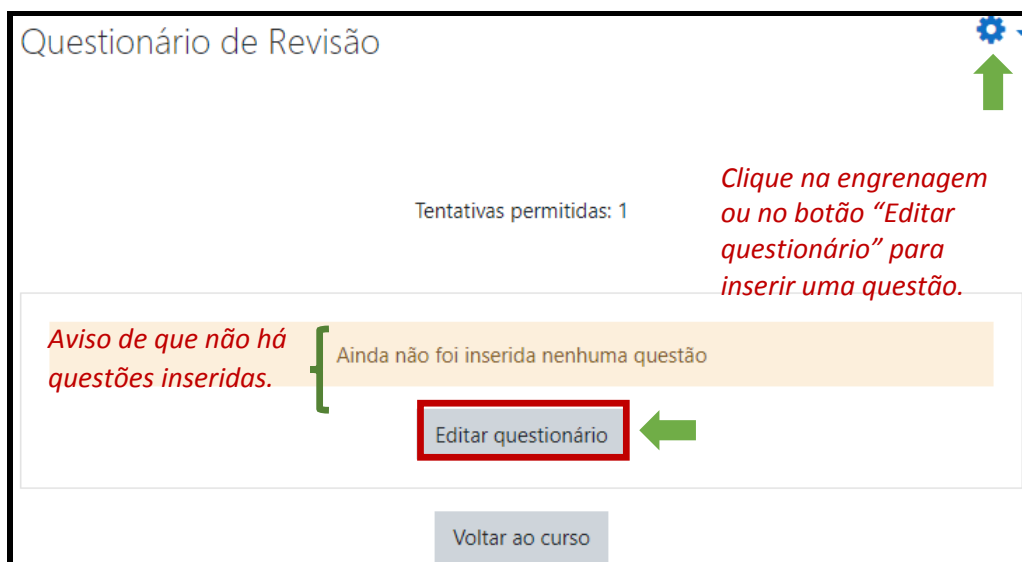 Questionário de Revisão
Tentativas permitidas: 1
Clique na engrenagem
ou no botão “Editar
questionário” para
inserir uma questão.
Aviso de que não há
questões inseridas.
Ainda não foi inserida nenhuma questão
Editar questionário
Voltar ao curso